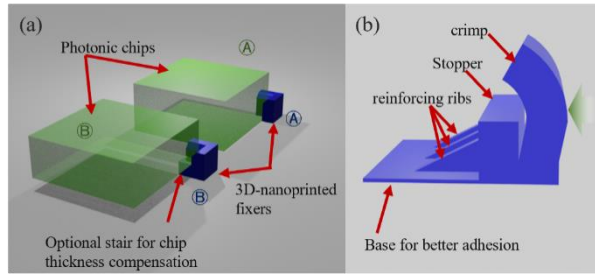 (a)
Photonic chips
Ⓐ
Ⓑ
Ⓐ
Ⓑ
3D-nanoprinted
fixers
Optional stair for chip
thickness compensation
(b)
crimp
Stopper
reinforcing ribs
Base for better adhesion